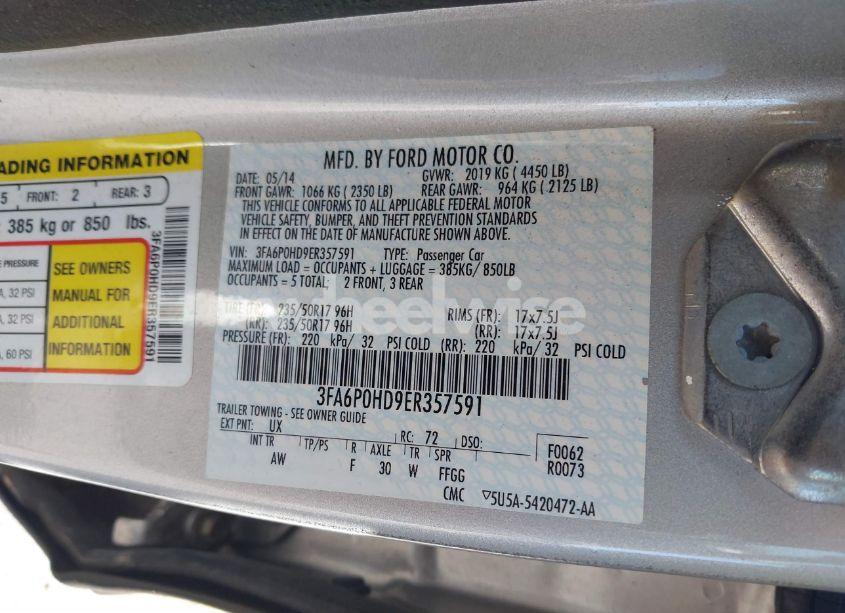 ADING INFORMATION
5 FRONT: 2 REAR: 3
385 kg or 850 lbs.
PRESSURE
A, 32 PSI
A, 32 PSI
A, 60 PSI
SEE OWNERS
MANUAL FOR
ADDITIONAL
INFORMATION
3FA6P0HD9ER357591
MFD. BY FORD MOTOR CO.
DATE: 05/14 GVWR: 2019 KG ( 4450 LB)
FRONT GAWR: 1066 KG ( 2350 LB) REAR GAWR: 964 KG ( 2125 LB)
THIS VEHICLE CONFORMS TO ALL APPLICABLE FEDERAL MOTOR
VEHICLE SAFETY, BUMPER, AND THEFT PREVENTION STANDARDS
IN EFFECT ON THE DATE OF MANUFACTURE SHOWN ABOVE.
VIN: 3FA6P0HD9ER357591 TYPE: Passenger Car
MAXIMUM LOAD = OCCUPANTS + LUGGAGE = 385KG/ 850LB
OCCUPANTS = 5 TOTAL: 2 FRONT, 3 REAR
TIRE (FR): 235/50R17 96H RIMS (FR): 17x7.5J
(RR): 235/50R17 96H (RR): 17x7.5J
PRESSURE (FR): 220 kPa/ 32 PSI COLD (RR): 220 kPa/ 32 PSI COLD
3FA6P0HD9ER357591
TRAILER TOWING - SEE OWNER GUIDE
EXT PNT: UX RC: 72 DSO: F0062
INT TR TP/PS R AXLE TR SPR R0073
AW F 30 W FFGG
CMC 5U5A-5420472-AA
wheelwise